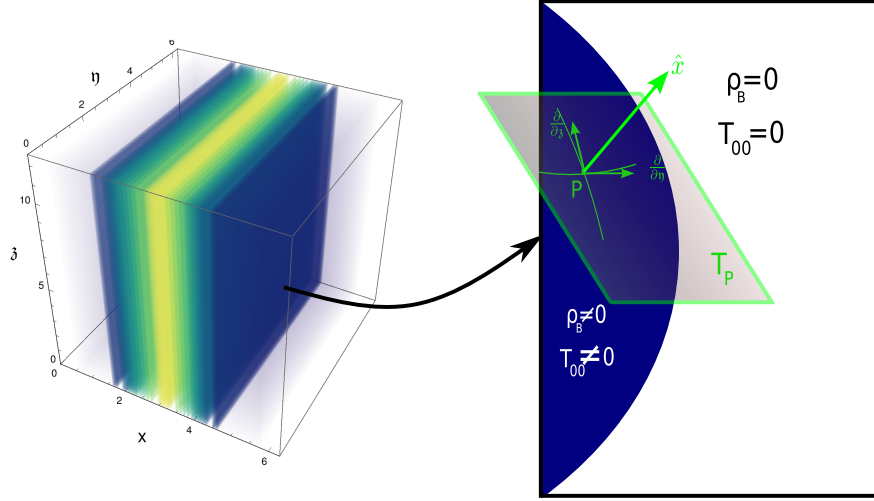 6
4
𝔶
2
0
10
𝔷
5
0
0
2
x
4
6
x̂
ρ_B=0
T_00=0
∂/∂𝔷
∂/∂𝔶
P
T_P
ρ_B≠0
T_00≠0